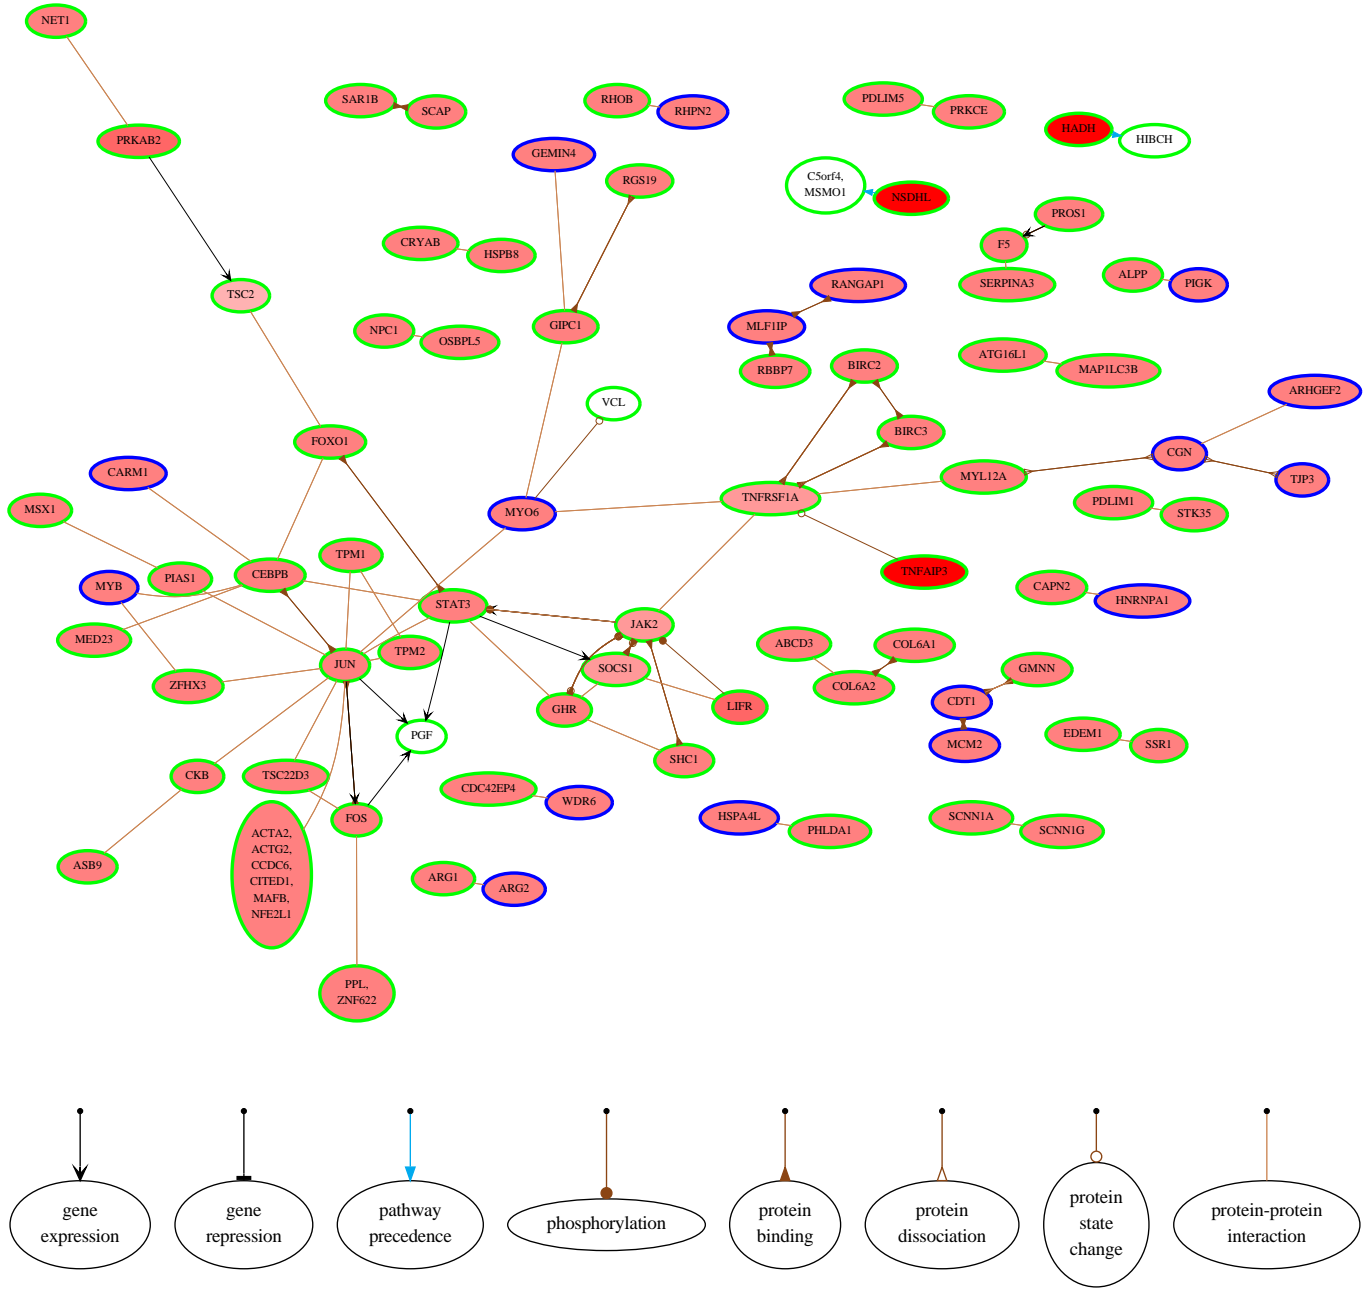 NET1
PRKAB2
SAR1B
SCAP
RHOB
RHPN2
PDLIM5
PRKCE
HADH
HIBCH
GEMIN4
RGS19
C5orf4,
MSMO1
NSDHL
PROS1
F5
SERPINA3
CRYAB
HSPB8
TSC2
ALPP
PIGK
RANGAP1
MLF1IP
RBBP7
GIPC1
NPC1
OSBPL5
ATG16L1
MAP1LC3B
BIRC2
BIRC3
VCL
ARHGEF2
CGN
TJP3
MYL12A
FOXO1
CARM1
MSX1
TNFRSF1A
MYO6
PDLIM1
STK35
TPM1
CEBPB
PIAS1
MYB
TNFAIP3
CAPN2
HNRNPA1
STAT3
JAK2
MED23
TPM2
JUN
SOCS1
ZFHX3
ABCD3
COL6A1
COL6A2
GMNN
CDT1
MCM2
GHR
LIFR
PGF
SHC1
EDEM1
SSR1
CKB
TSC22D3
CDC42EP4
WDR6
FOS
HSPA4L
PHLDA1
SCNN1A
SCNN1G
ASB9
ACTA2,
ACTG2,
CCDC6,
CITED1,
MAFB,
NFE2L1
ARG1
ARG2
PPL,
ZNF622
gene
expression
gene
repression
pathway
precedence
phosphorylation
protein
binding
protein
dissociation
protein
state
change
protein-protein
interaction